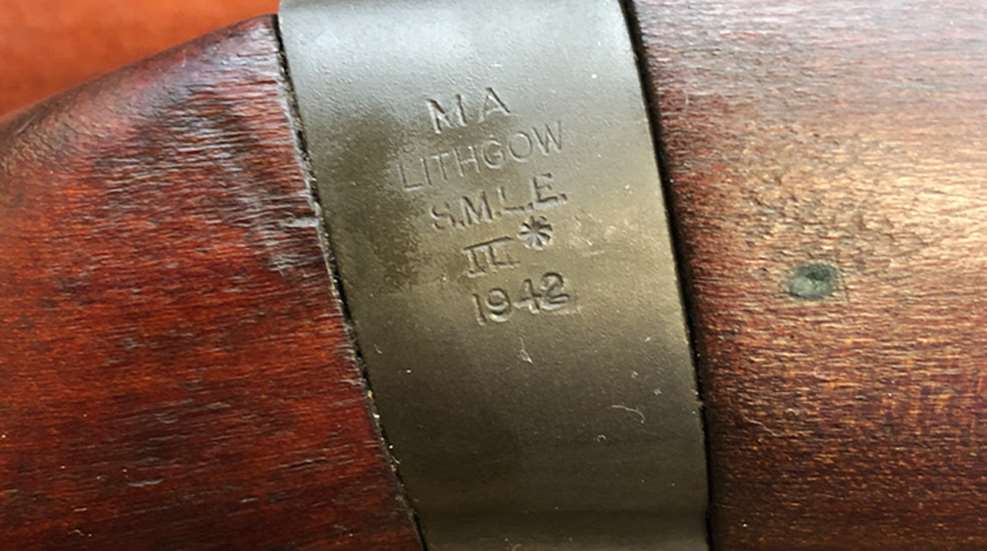 MA
LITHGOW
S.M.L.E.
III*
1942